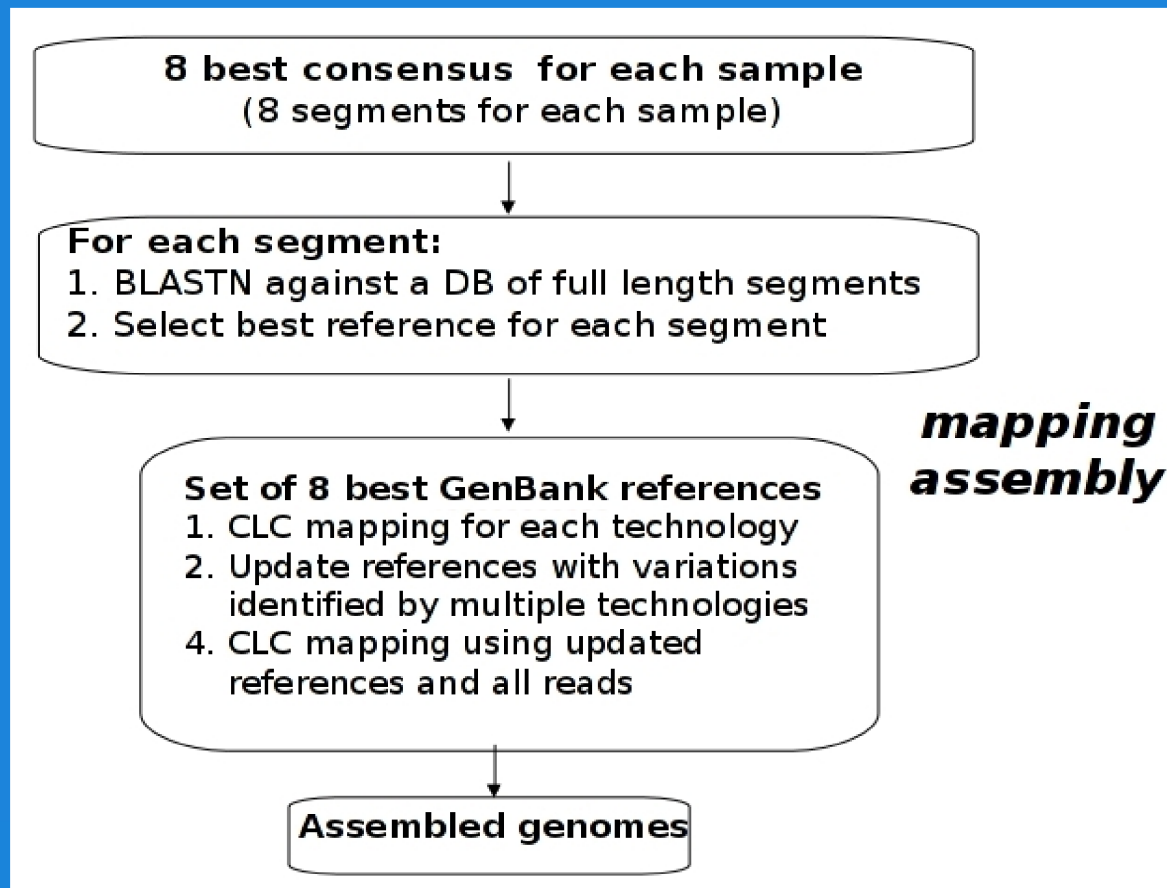 8 best consensus for each sample
(8 segments for each sample)
For each segment:
1. BLASTN against a DB of full length segments
2. Select best reference for each segment
mapping
assembly
Set of 8 best GenBank references
1. CLC mapping for each technology
2. Update references with variations
identified by multiple technologies
4. CLC mapping using updated
references and all reads
Assembled genomes